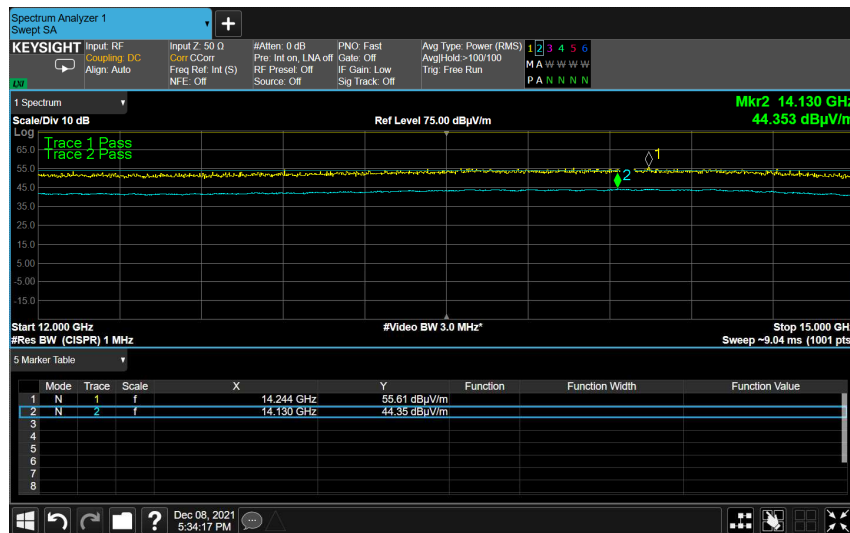 Spectrum Analyzer 1
Swept SA
+
KEYSIGHT
Input: RF
Coupling: DC
Align: Auto
Input Z: 50 Ω
Corr CCorr
Freq Ref: Int (S)
NFE: Off
#Atten: 0 dB
Pre: Int on, LNA off
RF Presel: Off
Source: Off
PNO: Fast
Gate: Off
IF Gain: Low
Sig Track: Off
Avg Type: Power (RMS)
Avg|Hold:>100/100
Trig: Free Run
1 2 3 4 5 6
M A W W W W
P A N N N N
LXI
1 Spectrum
Mkr2 14.130 GHz
Scale/Div 10 dB
Ref Level 75.00 dBµV/m
44.353 dBµV/m
Log
Trace 1 Pass
Trace 2 Pass
65.0
55.0
45.0
35.0
25.0
15.0
5.00
-5.00
-15.0
1
2
Start 12.000 GHz
#Video BW 3.0 MHz*
Stop 15.000 GH
#Res BW (CISPR) 1 MHz
Sweep ~9.04 ms (1001 pts
5 Marker Table
Mode Trace Scale X Y Function Function Width Function Value
1 N 1 f 14.244 GHz 55.61 dBµV/m
2 N 2 f 14.130 GHz 44.35 dBµV/m
3
4
5
6
7
8
?
Dec 08, 2021
5:34:17 PM